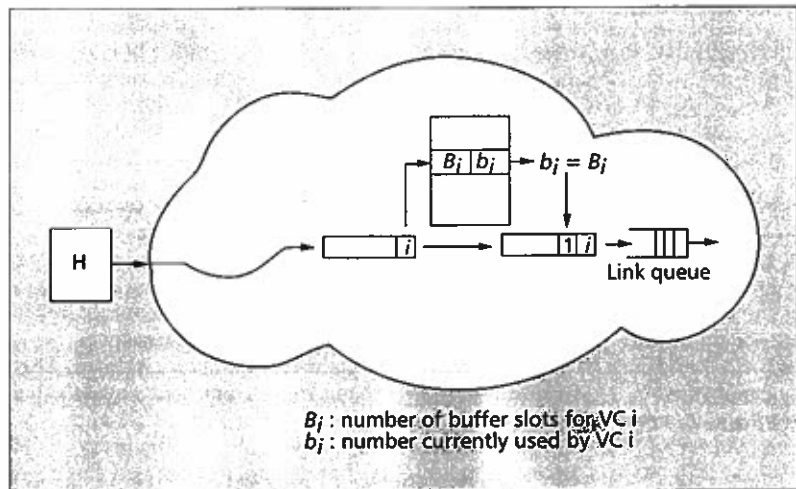 B_i b_i b_i = B_i
H
i
1 i
Link queue
B_i : number of buffer slots for VC i
b_i : number currently used by VC i